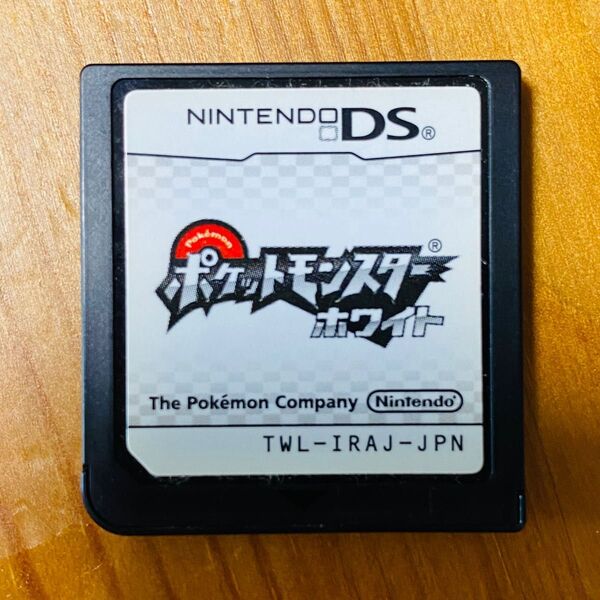 NINTENDO DS®
Pokémon
ポケットモンスター®
ホワイト
The Pokémon Company Nintendo®
TWL-IRAJ-JPN